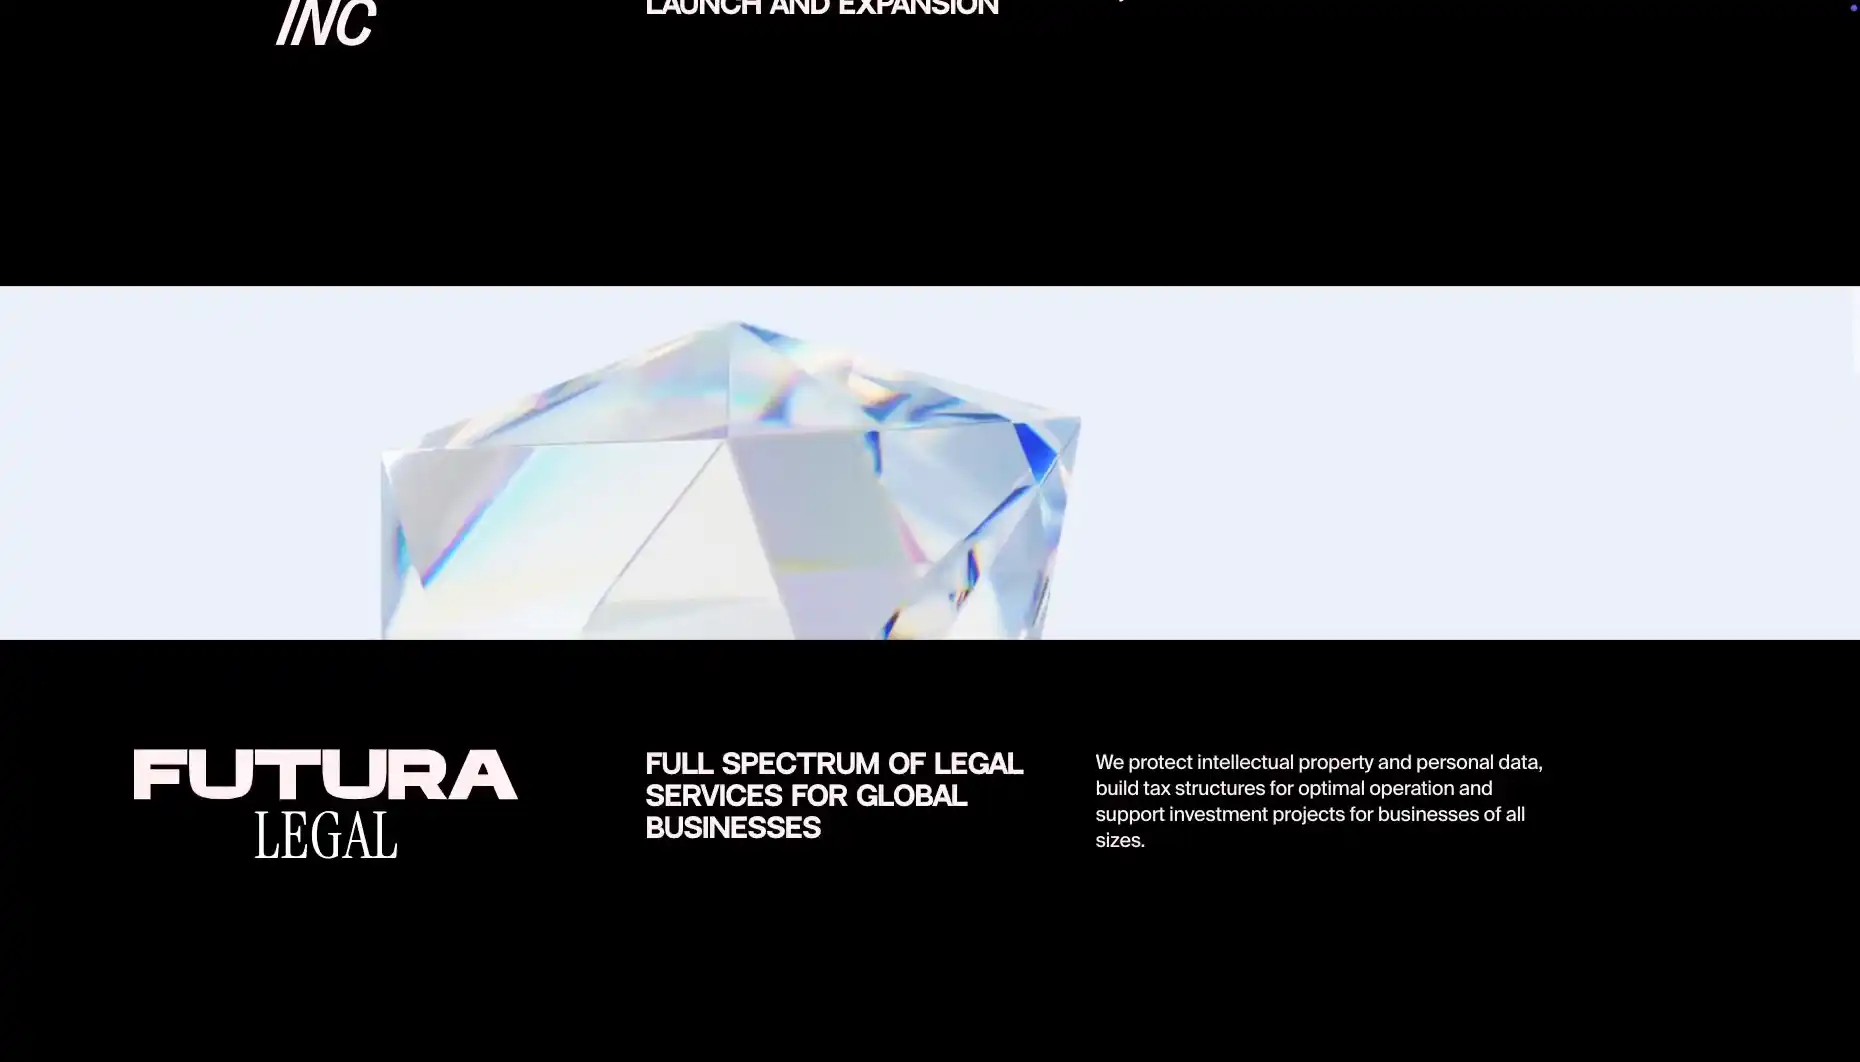 INC
LAUNCH AND EXPANSION
FUTURA
LEGAL
FULL SPECTRUM OF LEGAL
SERVICES FOR GLOBAL
BUSINESSES
We protect intellectual property and personal data,
build tax structures for optimal operation and
support investment projects for businesses of all
sizes.